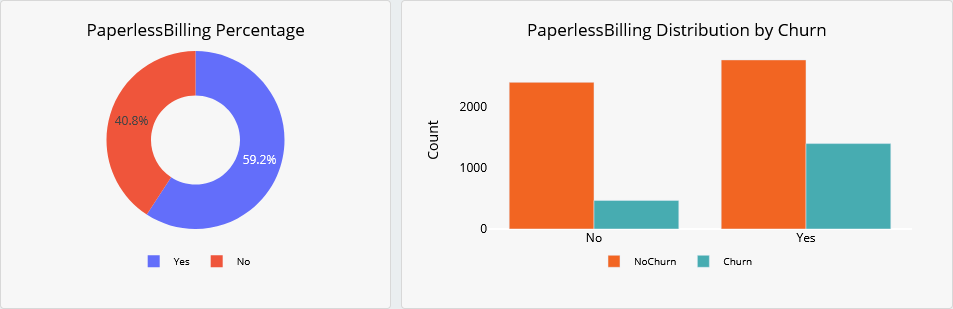 PaperlessBilling Percentage
40.8%
59.2%
Yes No
PaperlessBilling Distribution by Churn
Count
2000
1000
0
No Yes
NoChurn Churn